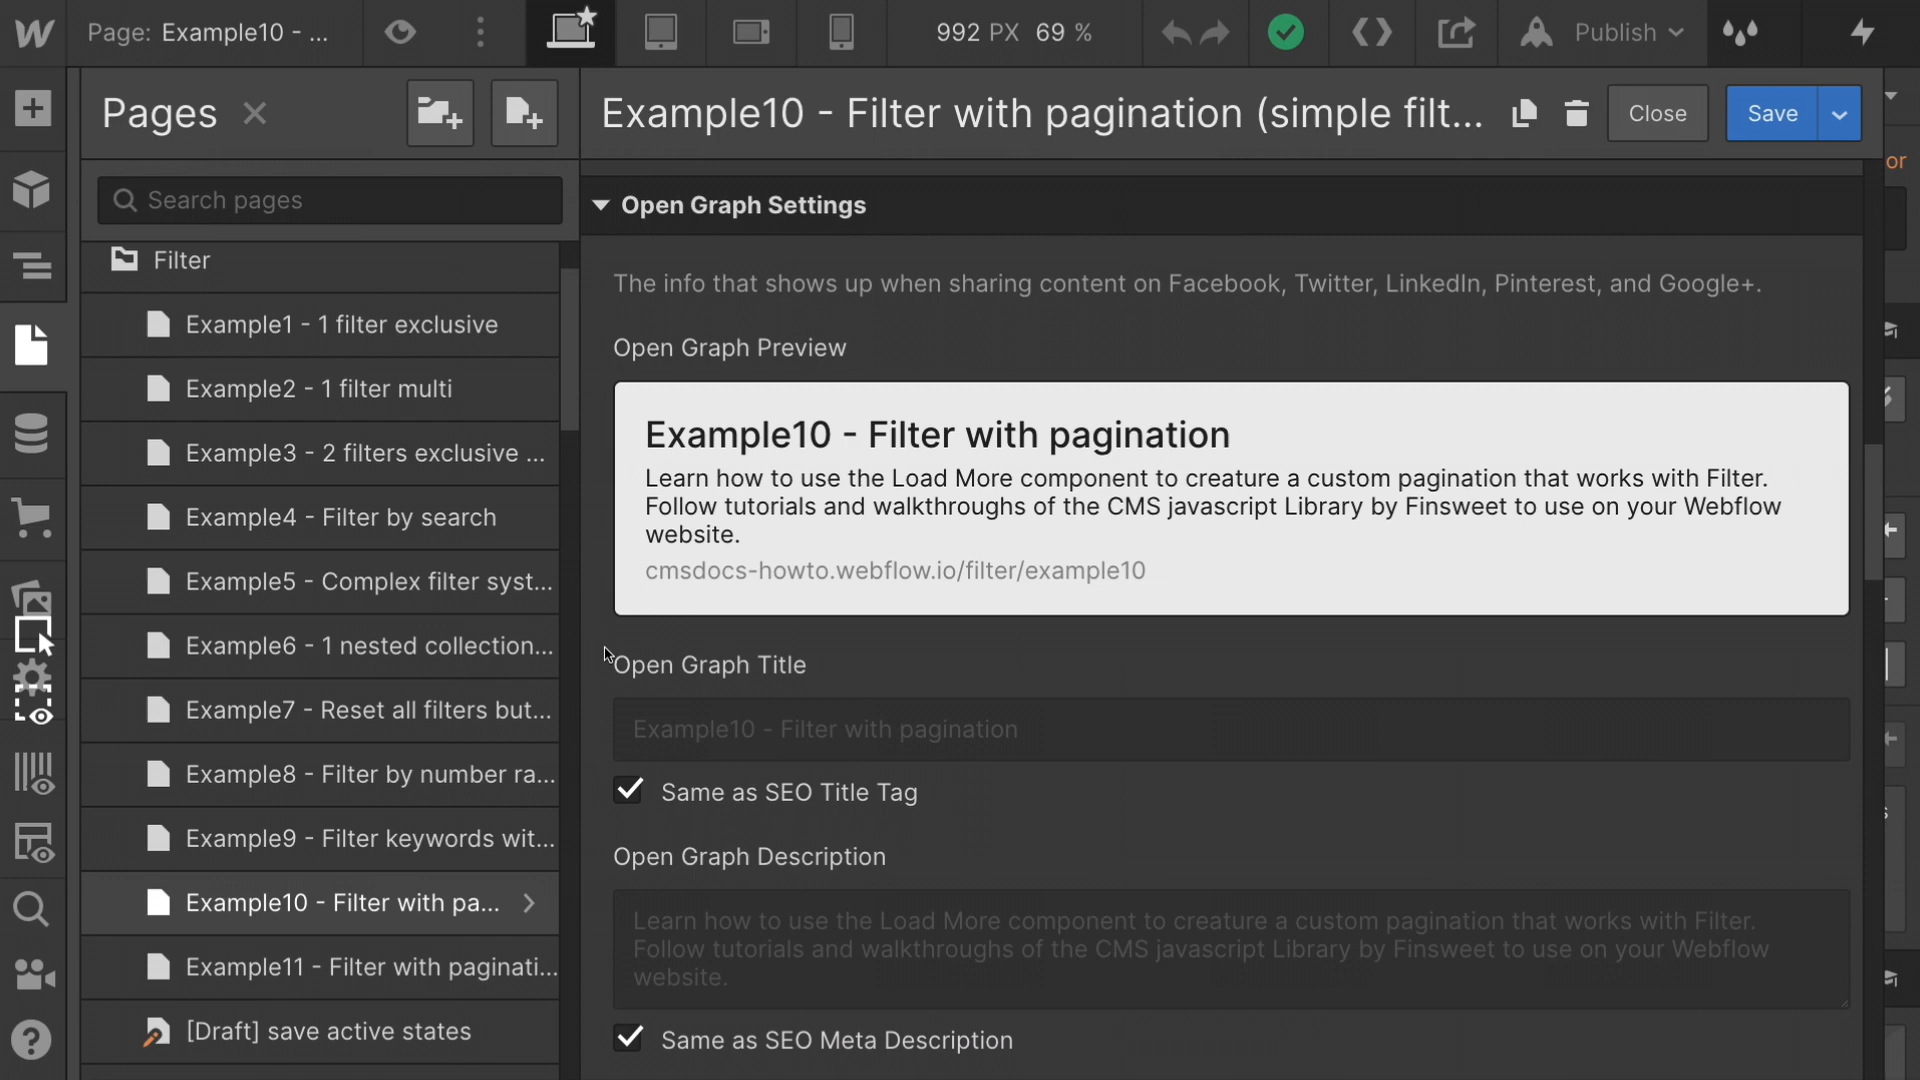 Page: Example10 - ...
992 PX 69 %
Publish
Pages
Example10 - Filter with pagination (simple filt...
Close
Save
or
Search pages
Open Graph Settings
Filter
The info that shows up when sharing content on Facebook, Twitter, LinkedIn, Pinterest, and Google+.
Example1 - 1 filter exclusive
Open Graph Preview
Example2 - 1 filter multi
Example10 - Filter with pagination
Example3 - 2 filters exclusive ...
Learn how to use the Load More component to creature a custom pagination that works with Filter.
Follow tutorials and walkthroughs of the CMS javascript Library by Finsweet to use on your Webflow
website.
Example4 - Filter by search
cmsdocs-howto.webflow.io/filter/example10
Example5 - Complex filter syst...
Example6 - 1 nested collection...
Open Graph Title
Example7 - Reset all filters but...
Example10 - Filter with pagination
Example8 - Filter by number ra...
Same as SEO Title Tag
Example9 - Filter keywords wit...
Open Graph Description
Example10 - Filter with pa...
Learn how to use the Load More component to creature a custom pagination that works with Filter.
Follow tutorials and walkthroughs of the CMS javascript Library by Finsweet to use on your Webflow
website.
Example11 - Filter with paginati...
[Draft] save active states
Same as SEO Meta Description